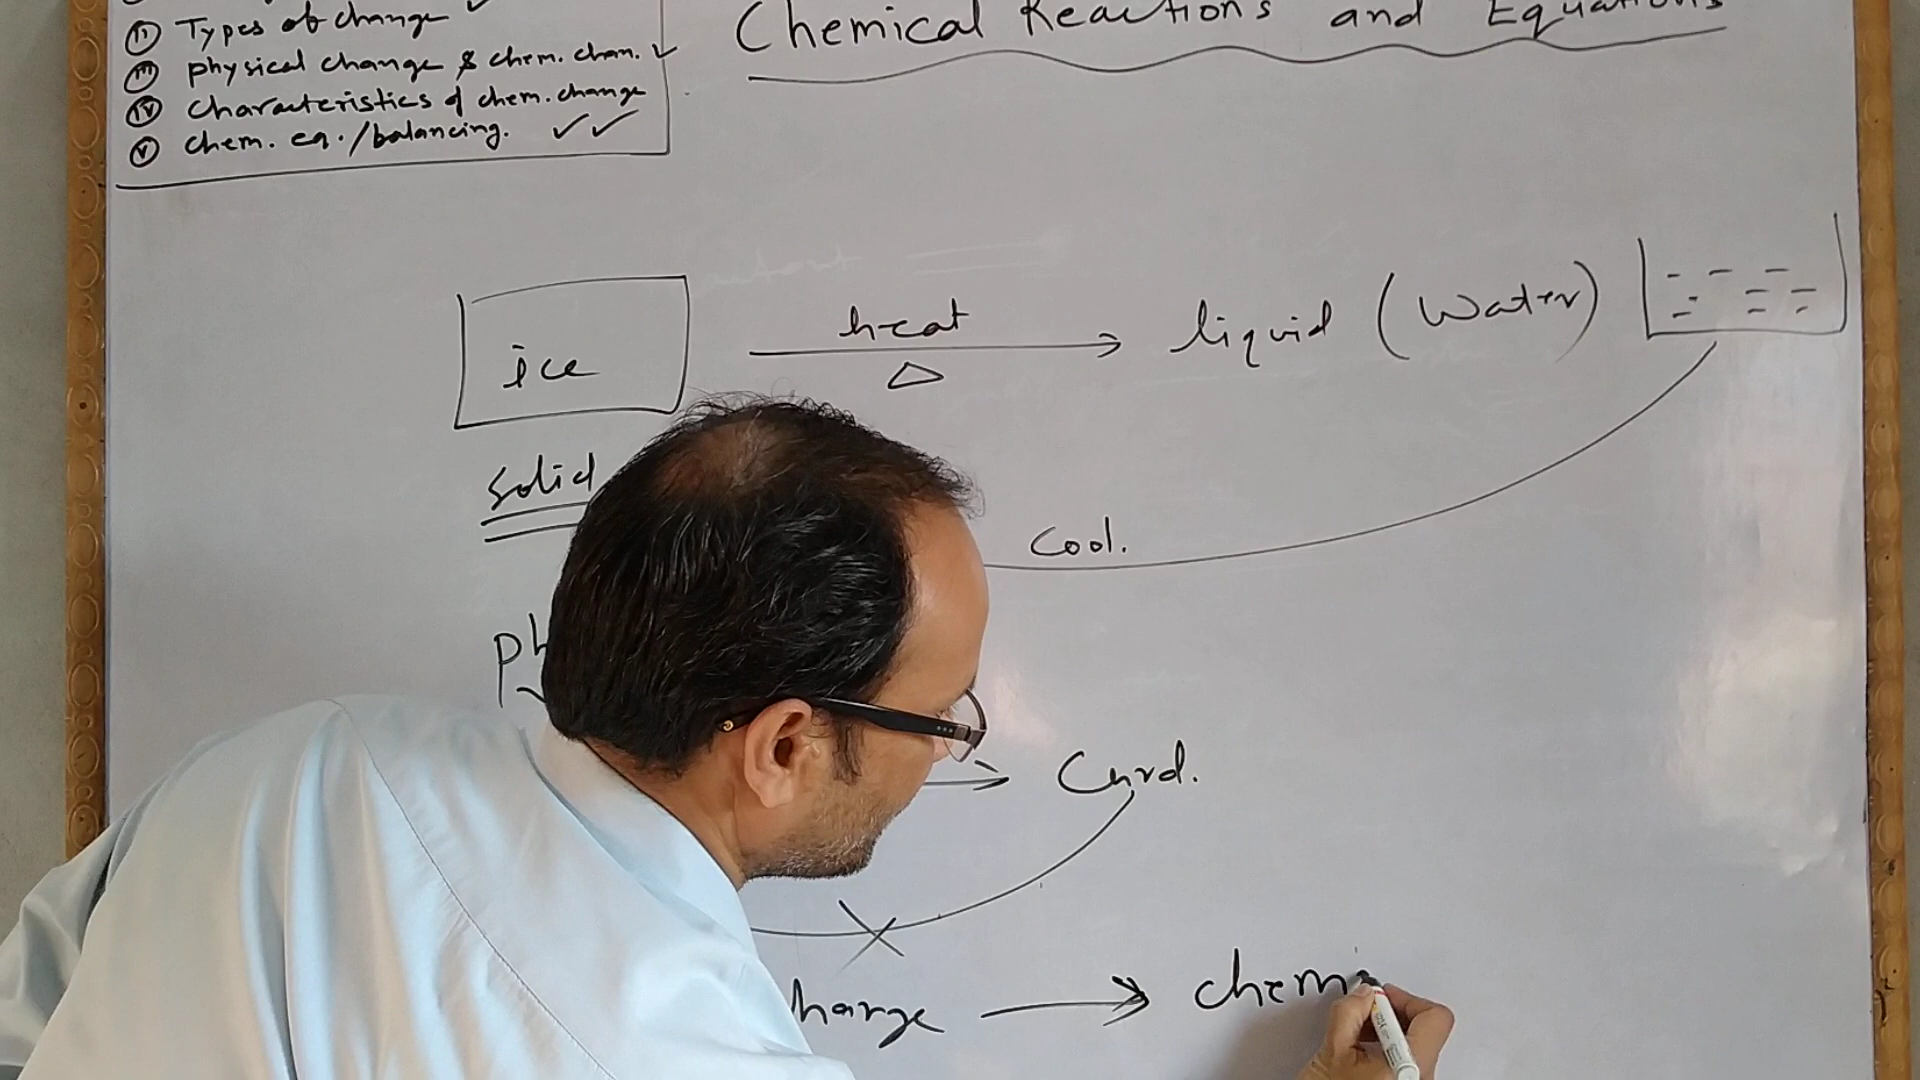 (ii) Types of change ✓
(iii) physical change & chem. chan. ✓
(iv) characteristics of chem. change
(v) chem. eq. / balancing. ✓✓
Chemical Reactions and Equations
ice
heat
△
liquid (Water)
Solid
Cool.
Ph
Curd.
hange
chem